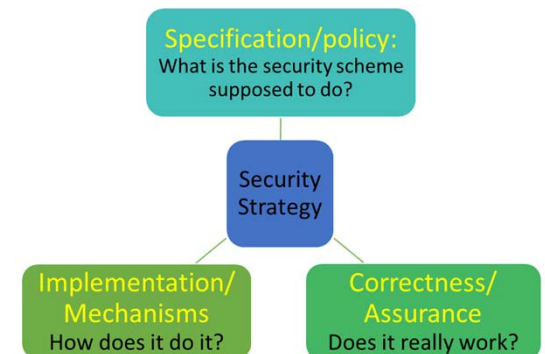 Specification/policy:
What is the security scheme
supposed to do?
Security
Strategy
Implementation/
Mechanisms
How does it do it?
Correctness/
Assurance
Does it really work?